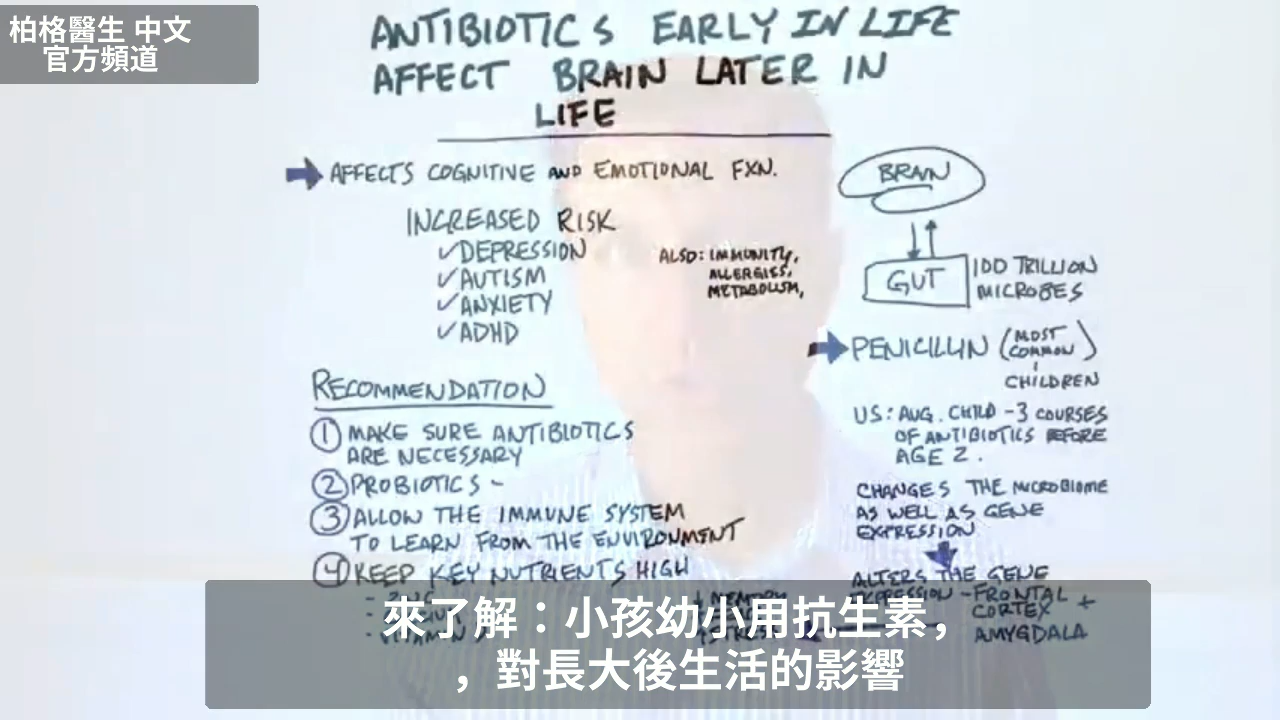 柏格醫生 中文
官方頻道
ANTIBIOTICS EARLY IN LIFE
AFFECT BRAIN LATER IN
LIFE
AFFECTS COGNITIVE AND EMOTIONAL FXN.
INCREASED RISK
✓DEPRESSION
✓AUTISM
✓ANXIETY
✓ADHD
ALSO: IMMUNITY,
ALLERGIES,
METABOLISM,
BRAIN
GUT
100 TRILLION
MICROBES
PENICILLIN (MOST
COMMON)
CHILDREN
US: AUG. CHILD - 3 COURSES
OF ANTIBIOTICS BEFORE
AGE 2.
CHANGES THE MICROBIOME
AS WELL AS GENE
EXPRESSION
ALTERS THE GENE
EXPRESSION - FRONTAL
CORTEX +
AMYGDALA
RECOMMENDATION
① MAKE SURE ANTIBIOTICS
ARE NECESSARY
② PROBIOTICS -
③ ALLOW THE IMMUNE SYSTEM
TO LEARN FROM THE ENVIRONMENT
④ KEEP KEY NUTRIENTS HIGH
來了解：小孩幼小用抗生素，
，對長大後生活的影響